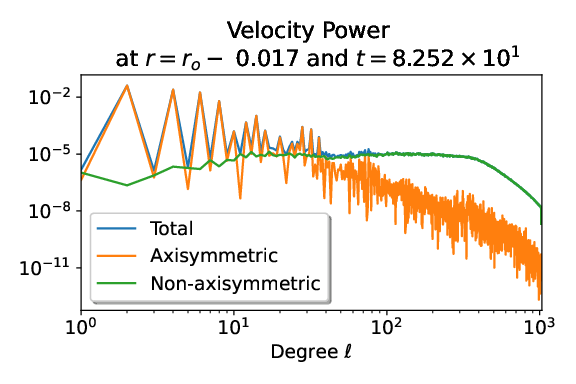 Velocity Power
at r = r_o − 0.017 and t = 8.252 × 10^1
10^−2
10^−5
10^−8
10^−11
Total
Axisymmetric
Non-axisymmetric
10^0 10^1 10^2 10^3
Degree ℓ